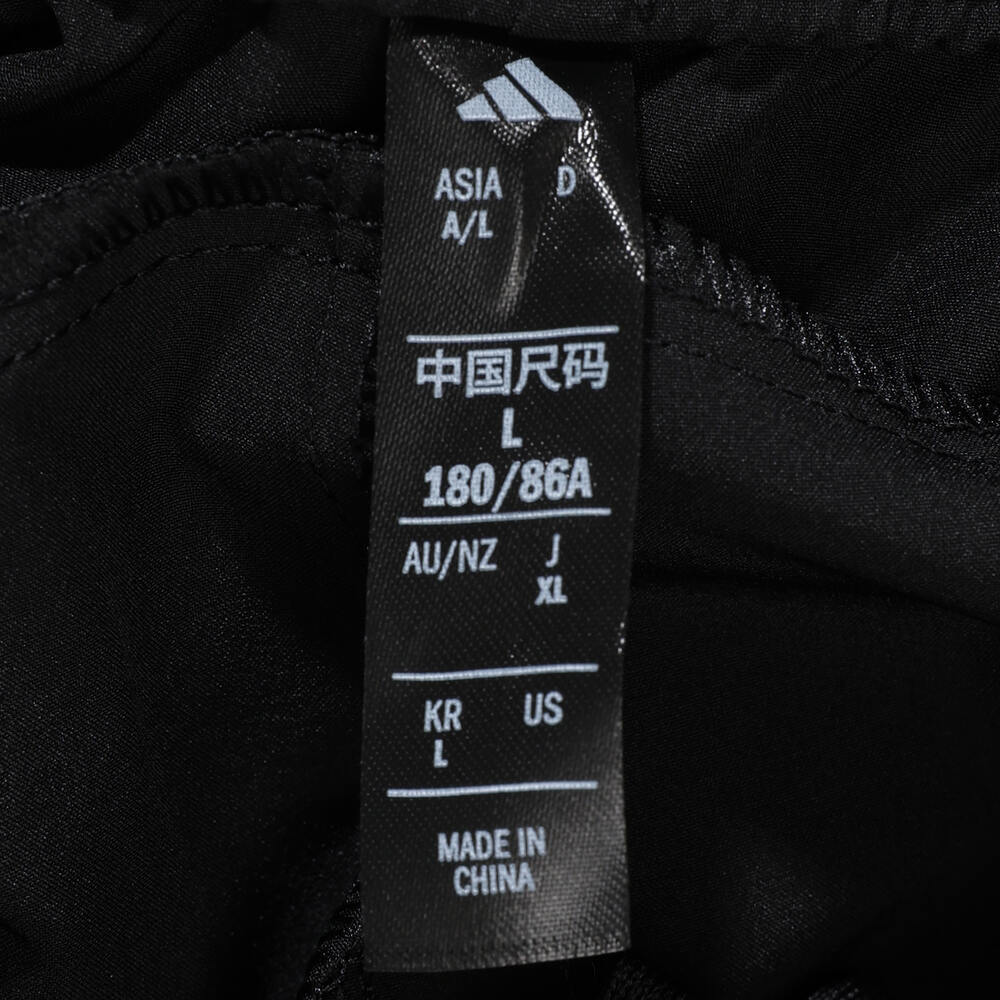 ASIA D
A/L
中国尺码
L
180/86A
AU/NZ J
XL
KR US
L
MADE IN
CHINA